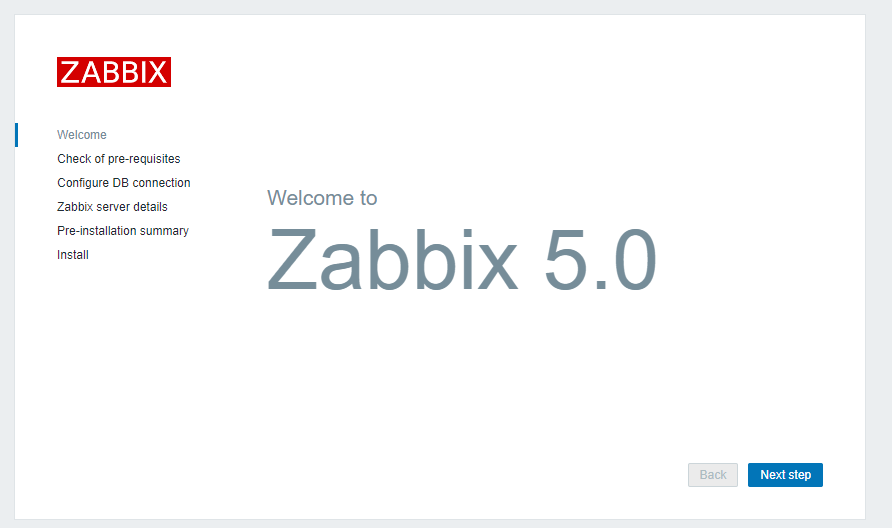 ZABBIX
Welcome
Check of pre-requisites
Configure DB connection
Zabbix server details
Pre-installation summary
Install
Welcome to
Zabbix 5.0
Back
Next step